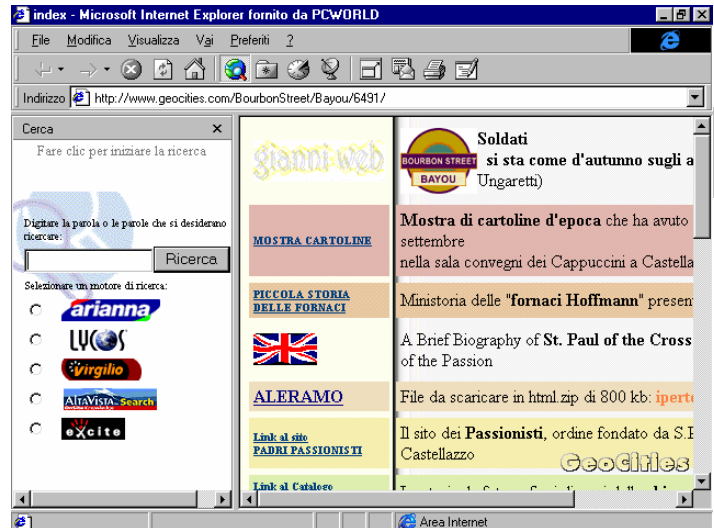 index - Microsoft Internet Explorer fornito da PCWORLD
File Modifica Visualizza Vai Preferiti ?
Indirizzo http://www.geocities.com/BourbonStreet/Bayou/6491/
Cerca
Fare clic per iniziare la ricerca
Digitare la parola o le parole che si desiderano
ricercare:
Ricerca
Selezionare un motore di ricerca:
arianna
LYCOS
Virgilio
ALTAVISTA Search
excite
gianni web
BOURBON STREET
BAYOU
Soldati
si sta come d'autunno sugli a
Ungaretti)
MOSTRA CARTOLINE
Mostra di cartoline d'epoca che ha avuto
settembre
nella sala convegni dei Cappuccini a Castella
PICCOLA STORIA
DELLE FORNACI
Ministoria delle "fornaci Hoffmann" presen
A Brief Biography of St. Paul of the Cross
of the Passion
ALERAMO
File da scaricare in html.zip di 800 kb: iperte
Link al sito
PADRI PASSIONISTI
Il sito dei Passionisti, ordine fondato da S.P
Castellazzo
GeoCities
Link al Catalogo
Area Internet